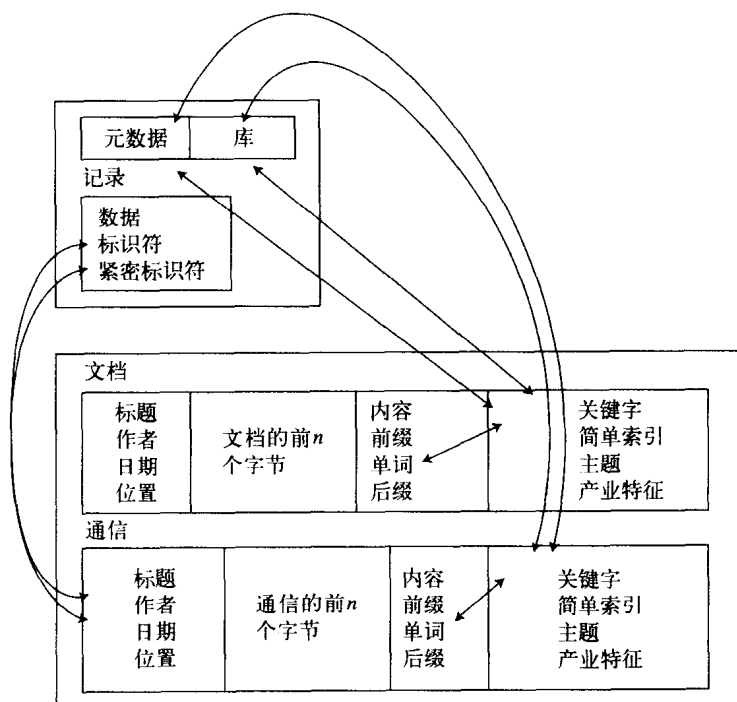 元数据
库
记录
数据
标识符
紧密标识符
文档
标题
作者
日期
位置
文档的前n
个字节
内容
前缀
单词
后缀
关键字
简单索引
主题
产业特征
通信
标题
作者
日期
位置
通信的前n
个字节
内容
前缀
单词
后缀
关键字
简单索引
主题
产业特征